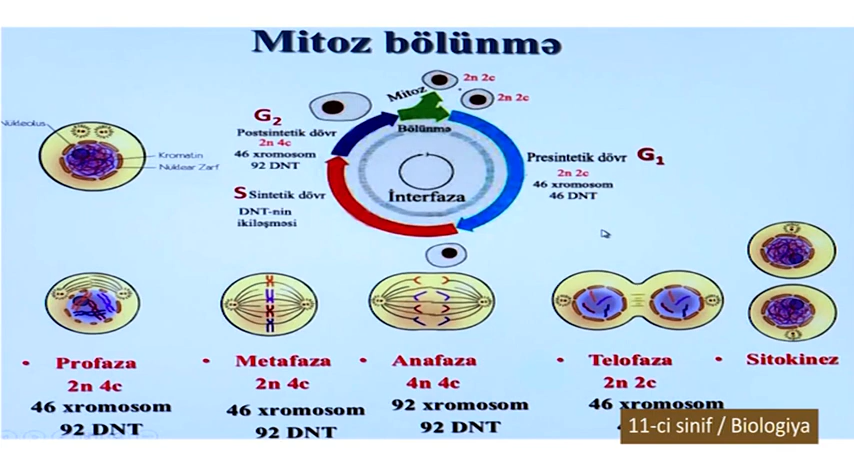 Mitoz bölünmə
2n 2c
2n 2c
Mitoz
Bölünmə
G2
Postsintetik dövr
2n 4c
46 xromosom
92 DNT
S Sintetik dövr
DNT-nin
ikiləşməsi
İnterfaza
Presintetik dövr G1
2n 2c
46 xromosom
46 DNT
Nükleolus
Kromatin
Nüklear Zarf
• Profaza
2n 4c
46 xromosom
92 DNT
• Metafaza
2n 4c
46 xromosom
92 DNT
• Anafaza
4n 4c
92 xromosom
92 DNT
• Telofaza
2n 2c
46 xromosom
• Sitokinez
11-ci sinif / Biologiya